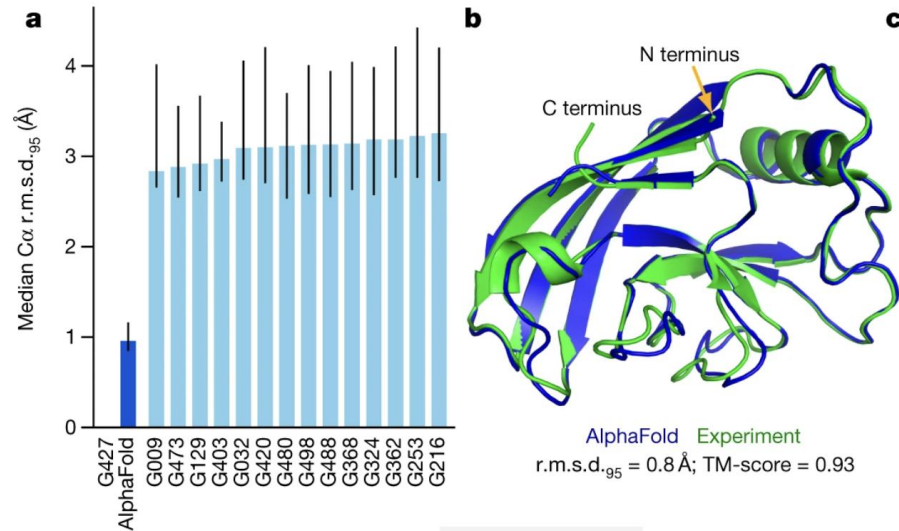 a
Median Cα r.m.s.d.₉₅ (Å)
4
3
2
1
0
G427
AlphaFold
G009
G473
G129
G403
G032
G420
G480
G498
G488
G368
G324
G362
G253
G216
b
N terminus
C terminus
AlphaFold Experiment
r.m.s.d.₉₅ = 0.8 Å; TM-score = 0.93
c